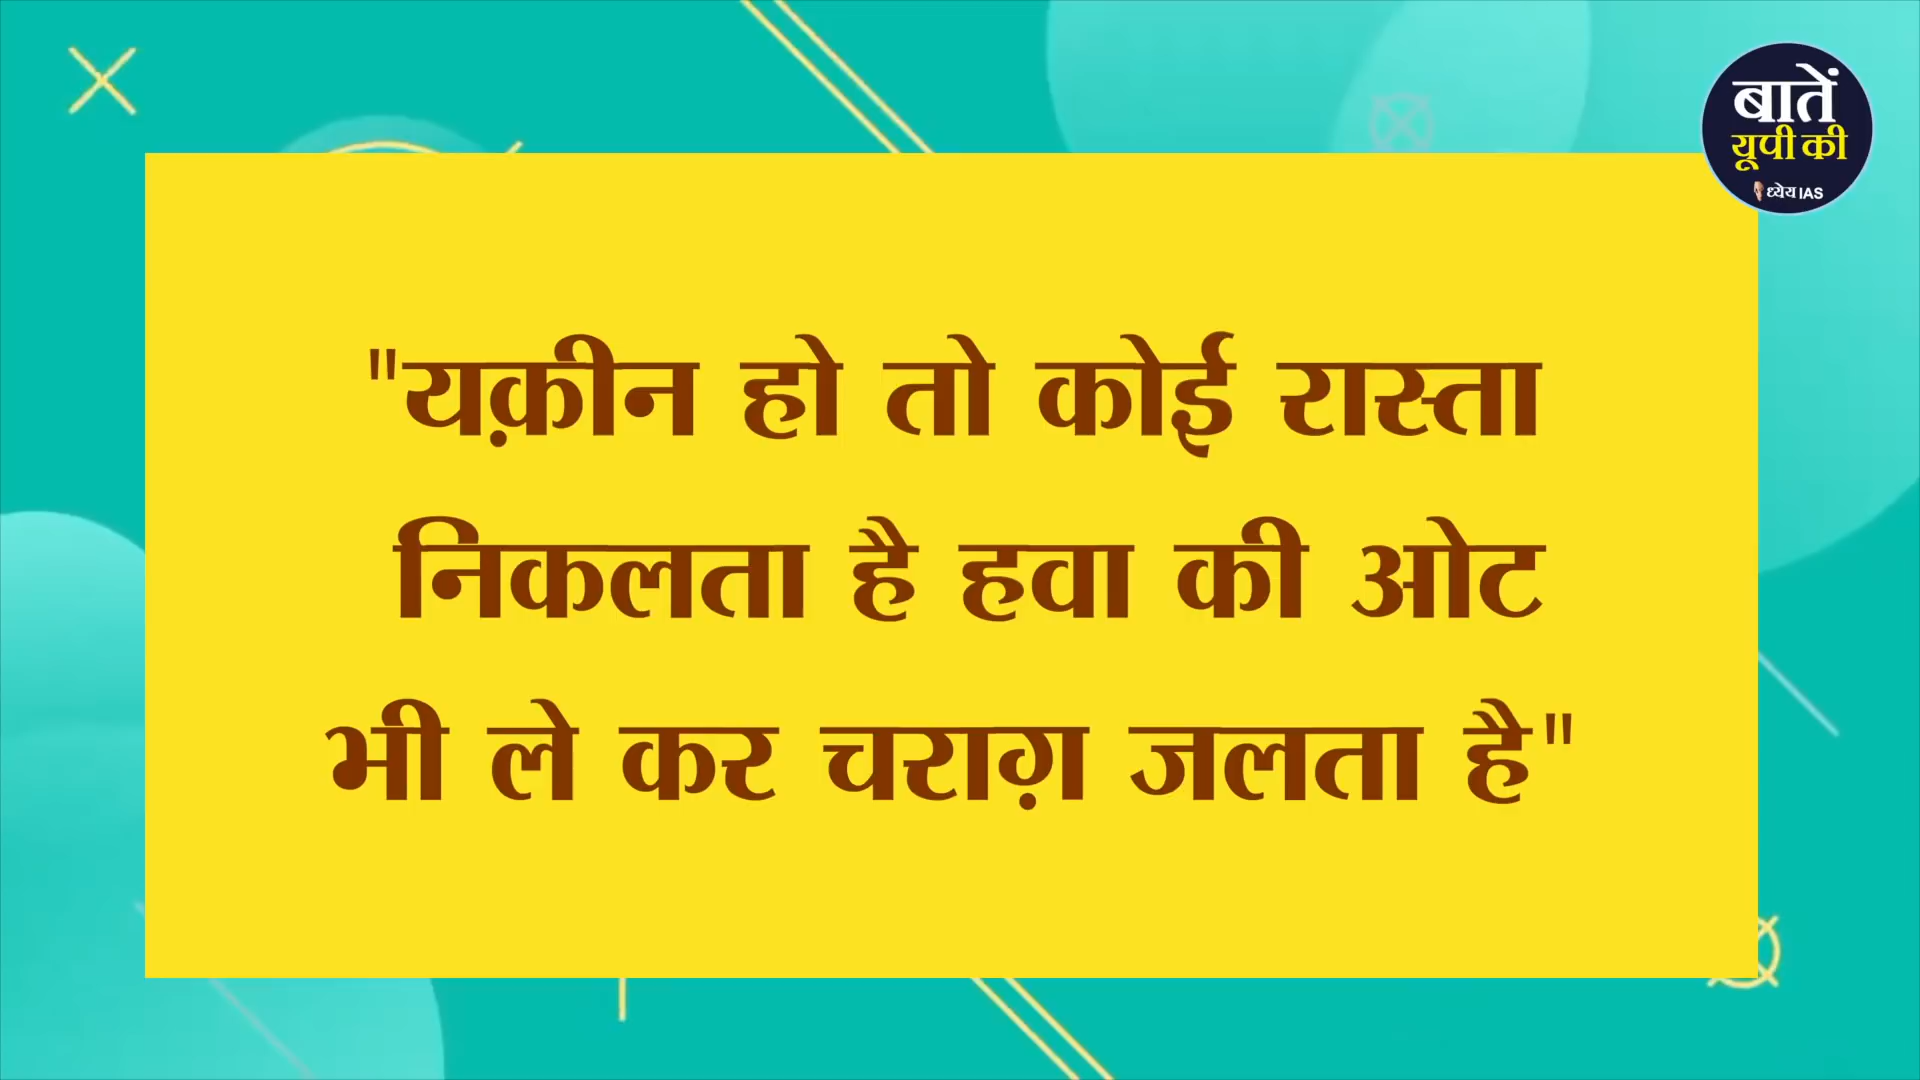 बातें
यूपी की
ध्येय IAS
"यक़ीन हो तो कोई रास्ता
निकलता है हवा की ओट
भी ले कर चराग़ जलता है"